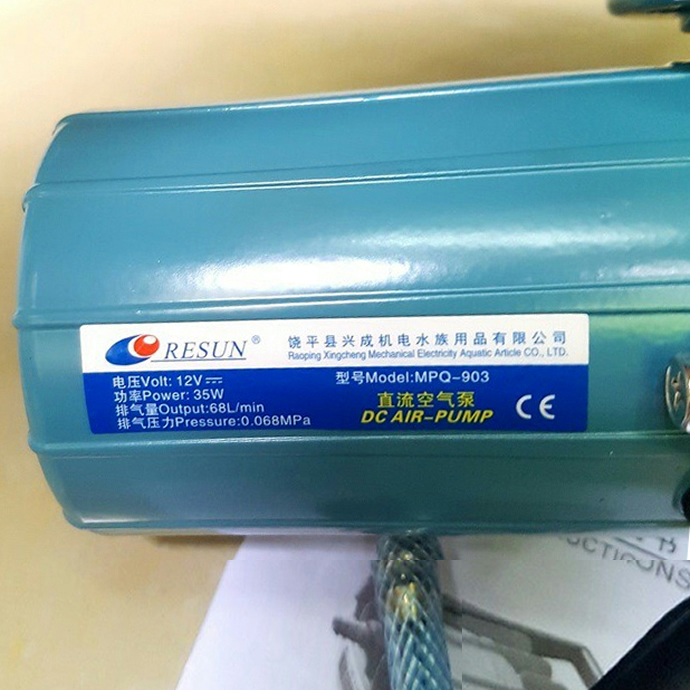 RESUN®
饶平县兴成机电水族用品有限公司
Raoping Xingcheng Mechanical Electricity Aquatic Article CO., LTD.
电压Volt: 12V⎓
型号Model:MPQ-903
功率Power: 35W
排气量Output:68L/min
排气压力Pressure:0.068MPa
直流空气泵
DC AIR-PUMP
CE